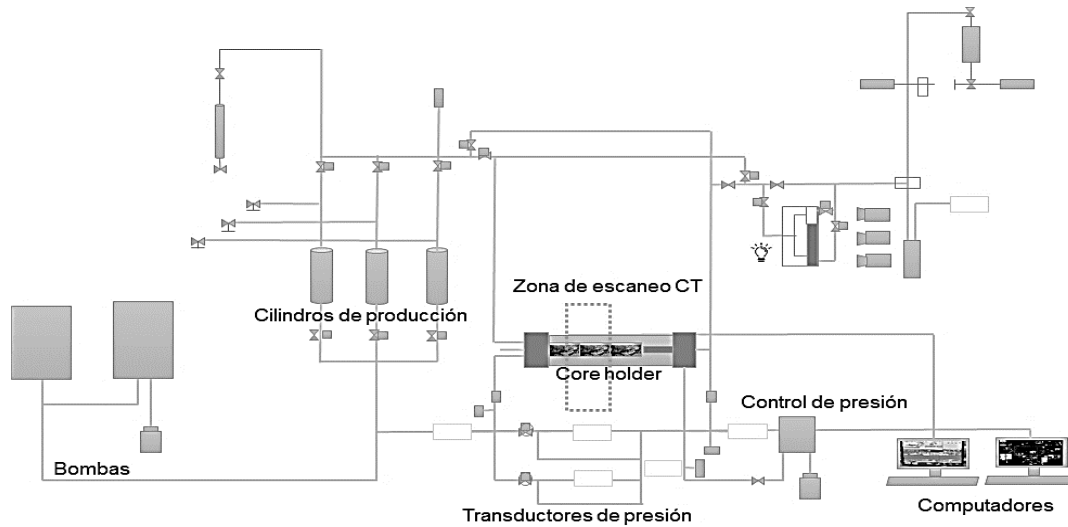 Zona de escaneo CT
Cilindros de producción
Core holder
Control de presión
Bombas
Computadores
Transductores de presión